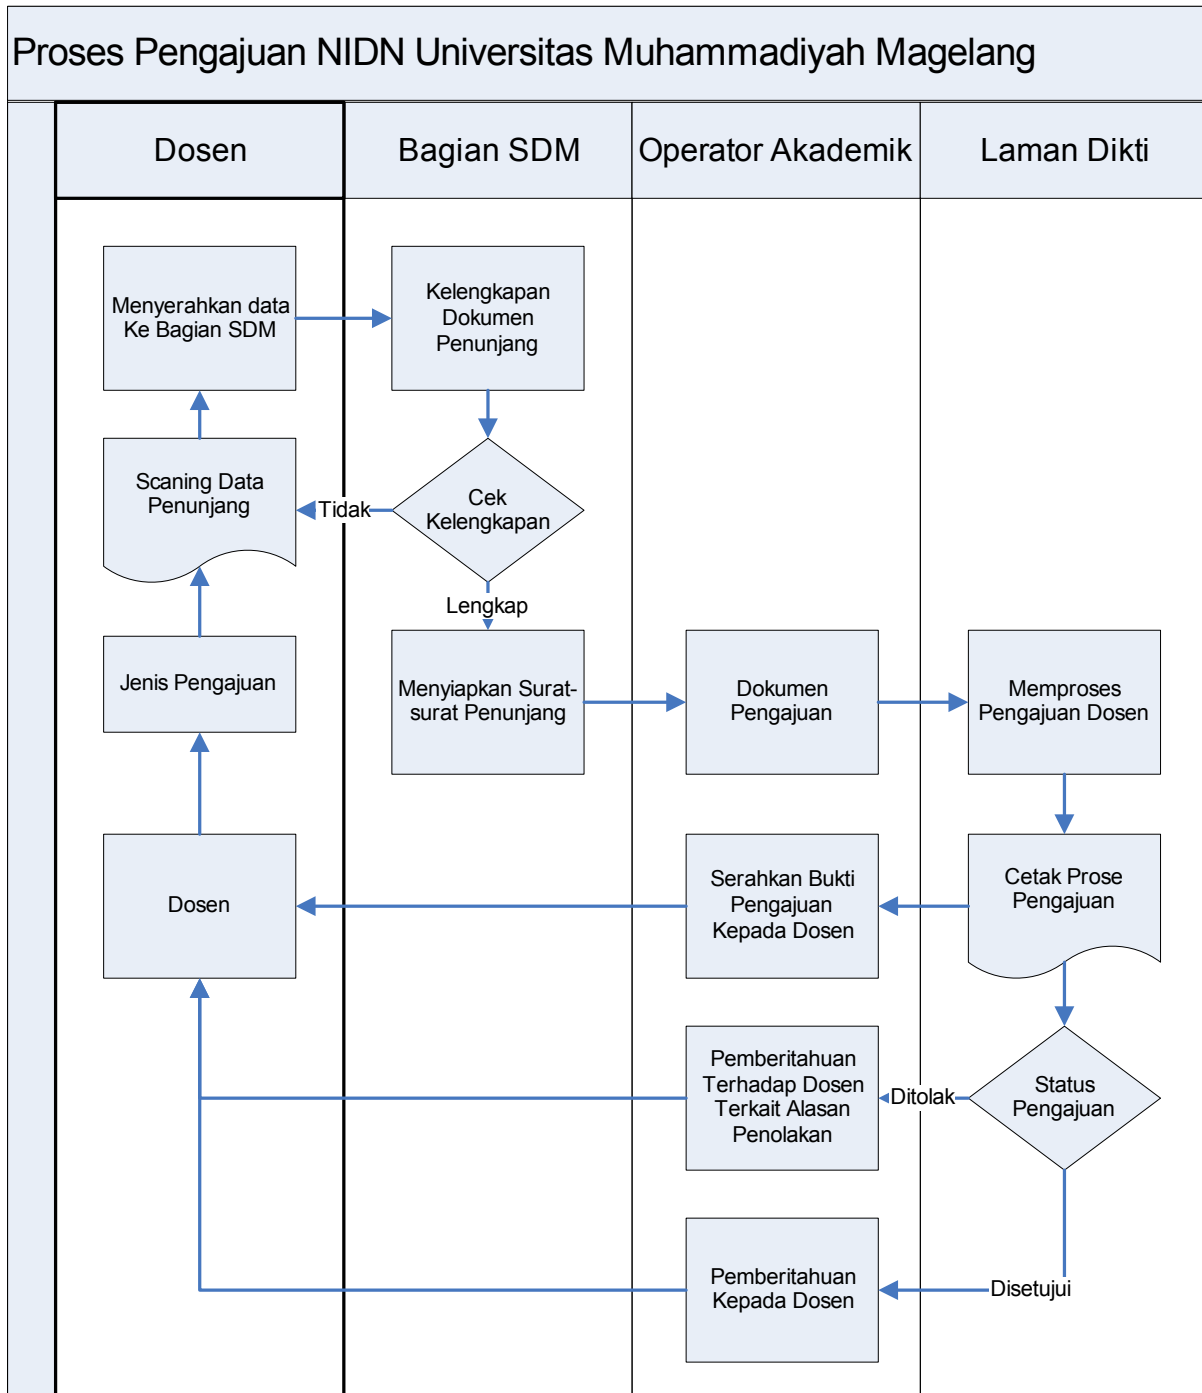 Proses Pengajuan NIDN Universitas Muhammadiyah Magelang
Dosen
Bagian SDM
Operator Akademik
Laman Dikti
Menyerahkan data
Ke Bagian SDM
Kelengkapan
Dokumen
Penunjang
Scaning Data
Penunjang
Tidak
Cek
Kelengkapan
Lengkap
Jenis Pengajuan
Menyiapkan Surat-
surat Penunjang
Dokumen
Pengajuan
Memproses
Pengajuan Dosen
Dosen
Serahkan Bukti
Pengajuan
Kepada Dosen
Cetak Prose
Pengajuan
Pemberitahuan
Terhadap Dosen
Terkait Alasan
Penolakan
Ditolak
Status
Pengajuan
Pemberitahuan
Kepada Dosen
Disetujui